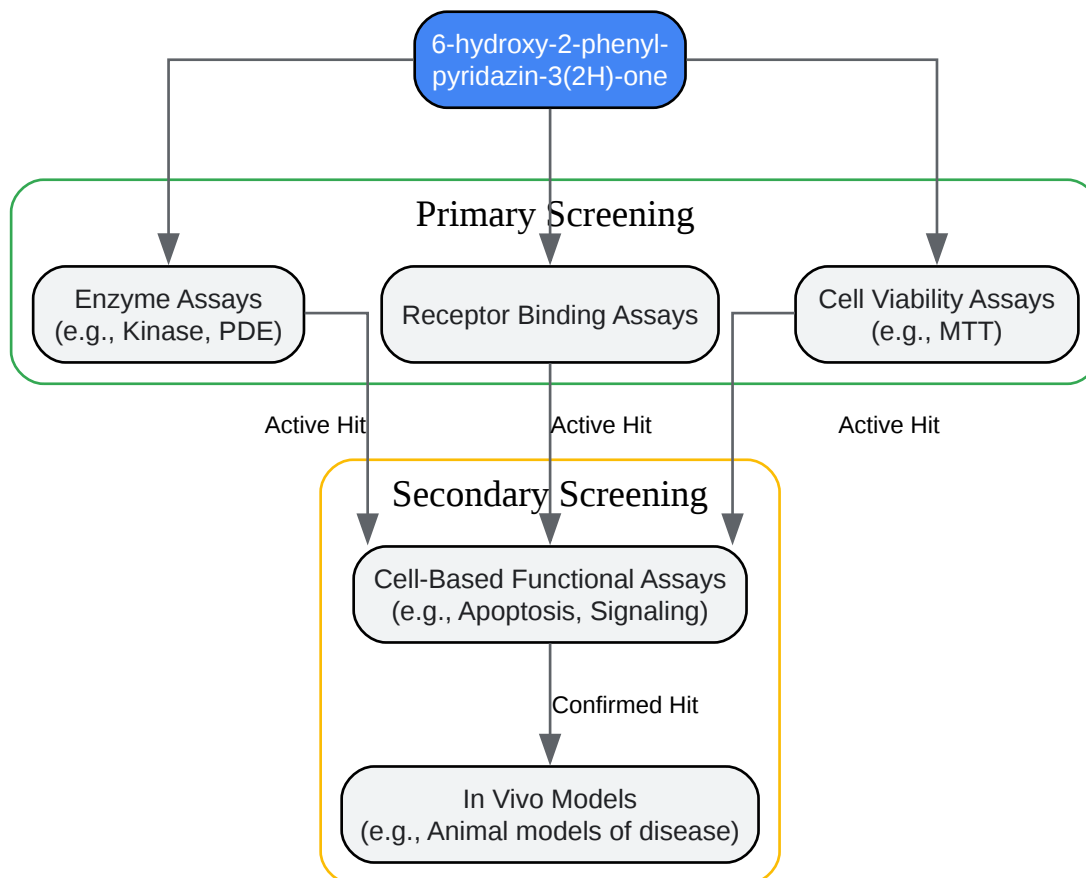 6-hydroxy-2-phenyl-
pyridazin-3(2H)-one
Primary Screening
Enzyme Assays
(e.g., Kinase, PDE)
Receptor Binding Assays
Cell Viability Assays
(e.g., MTT)
Active Hit
Active Hit
Active Hit
Secondary Screening
Cell-Based Functional Assays
(e.g., Apoptosis, Signaling)
Confirmed Hit
In Vivo Models
(e.g., Animal models of disease)